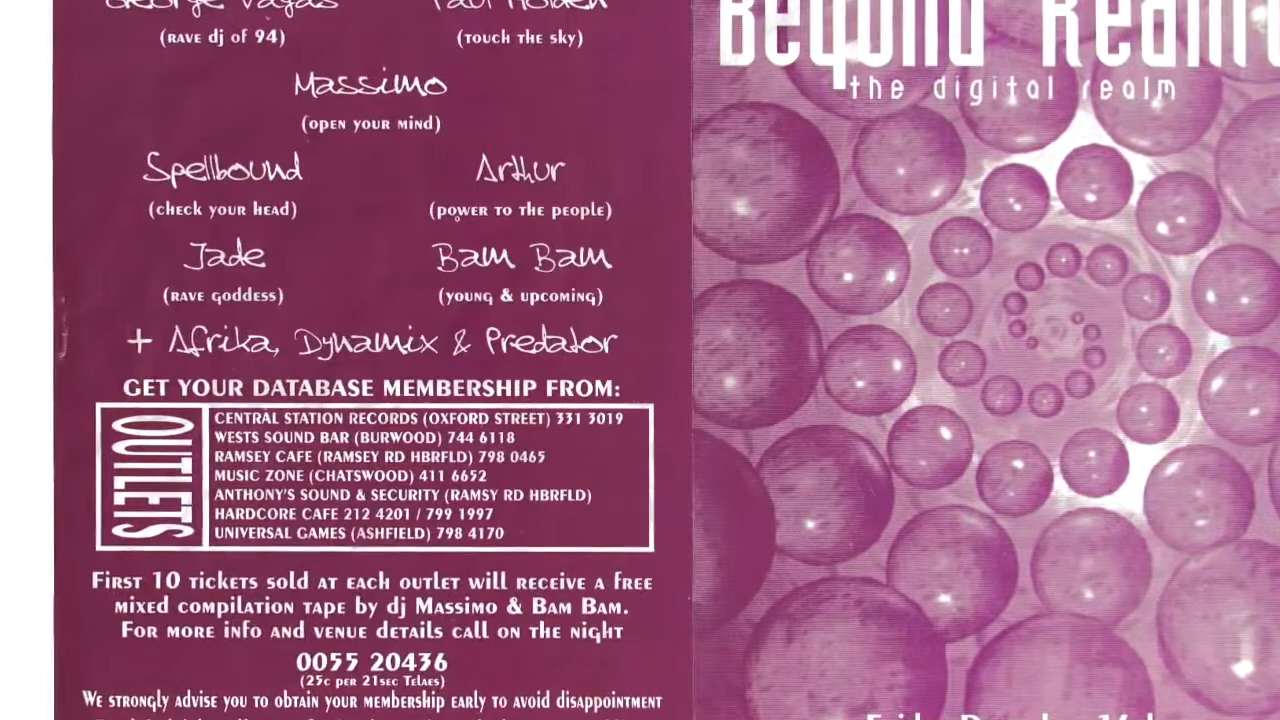 George Vagas Paul Holden
(RAVE dj of 94) (TOUCH THE SKY)
Massimo
(OPEN YOUR MIND)
Spellbound Arthur
(CHECK YOUR HEAD) (POWER TO THE PEOPLE)
Jade Bam Bam
(RAVE GODDESS) (YOUNG & UPCOMING)
+ Afrika, Dynamix & Predator
GET YOUR DATABASE MEMBERSHIP FROM:
OUTLETS
CENTRAL STATION RECORDS (OXFORD STREET) 331 3019
WESTS SOUND BAR (BURWOOD) 744 6118
RAMSEY CAFE (RAMSEY RD HBRFLD) 798 0465
MUSIC ZONE (CHATSWOOD) 411 6652
ANTHONY'S SOUND & SECURITY (RAMSY RD HBRFLD)
HARDCORE CAFE 212 4201 / 799 1997
UNIVERSAL GAMES (ASHFIELD) 798 4170
First 10 tickets sold at each outlet will receive a free
mixed compilation tape by dj Massimo & Bam Bam.
For more info and venue details call on the night
0055 20436
(25c per 21sec Telaes)
We strongly advise you to obtain your membership early to avoid disappointment
Beyond
the digital realm